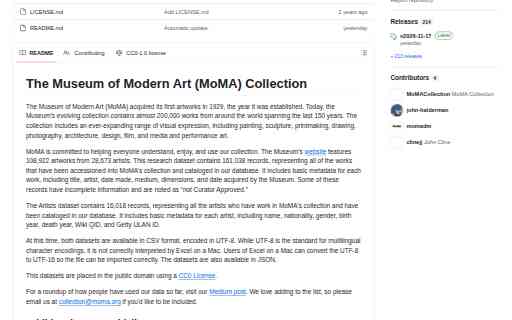 Report repository
LICENSE.md Add LICENSE.md 2 years ago
README.md Automatic update. yesterday
README Contributing CC0-1.0 license
The Museum of Modern Art (MoMA) Collection
The Museum of Modern Art (MoMA) acquired its first artworks in 1929, the year it was established. Today, the
Museum's evolving collection contains almost 200,000 works from around the world spanning the last 150 years. The
collection includes an ever-expanding range of visual expression, including painting, sculpture, printmaking, drawing,
photography, architecture, design, film, and media and performance art.
MoMA is committed to helping everyone understand, enjoy, and use our collection. The Museum's website features
artworks from artists. This research dataset contains records, representing all of the works
that have been accessioned into MoMA's collection and cataloged in our database. It includes basic metadata for each
work, including title, artist, date made, medium, dimensions, and date acquired by the Museum. Some of these
records have incomplete information and are noted as "not Curator Approved."
The Artists dataset contains records, representing all the artists who have work in MoMA's collection and have
been cataloged in our database. It includes basic metadata for each artist, including name, nationality, gender, birth
year, death year, Wiki QID, and Getty ULAN ID.
At this time, both datasets are available in CSV format, encoded in UTF-8. While UTF-8 is the standard for multilingual
character encodings, it is not correctly interpreted by Excel on a Mac. Users of Excel on a Mac can convert the UTF-8
to UTF-16 so the file can be imported correctly. The datasets are also available in JSON.
This datasets are placed in the public domain using a CC0 License.
For a roundup of how people have used our data so far, visit our Medium post. We love adding to the list, so please
email us at collection@moma.org if you'd like to be included.
Releases 214
v2025-11-17 Latest
yesterday
+ 213 releases
Contributors 4
MoMACollection MoMA Collection
john-halderman
momadm